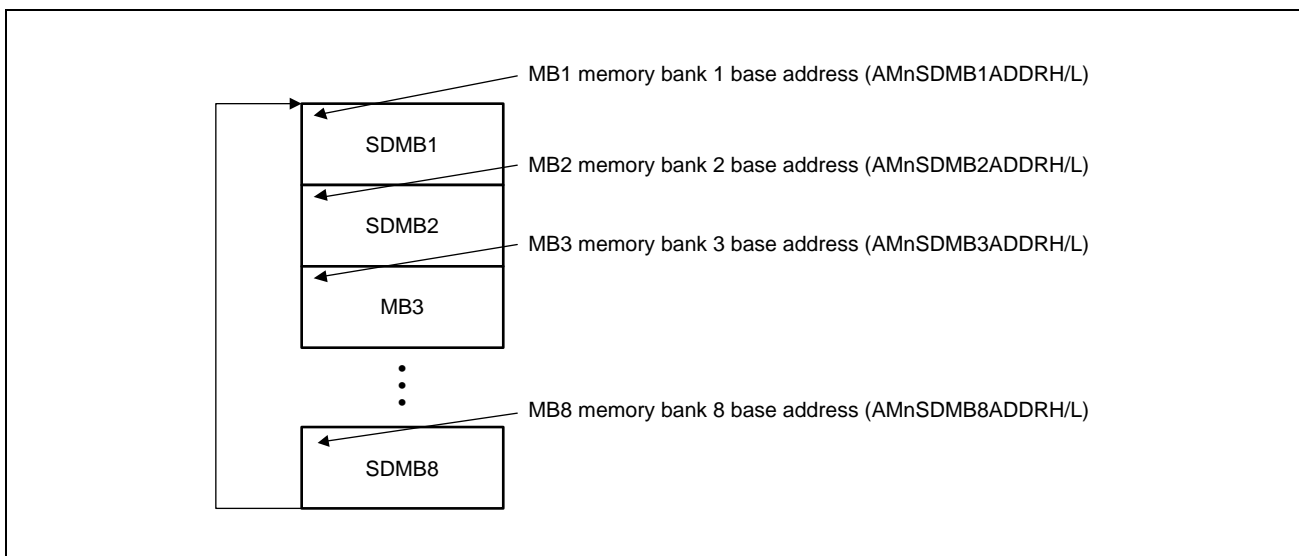 MB1 memory bank 1 base address (AMnSDMB1ADDRH/L)
SDMB1
MB2 memory bank 2 base address (AMnSDMB2ADDRH/L)
SDMB2
MB3 memory bank 3 base address (AMnSDMB3ADDRH/L)
MB3
MB8 memory bank 8 base address (AMnSDMB8ADDRH/L)
SDMB8